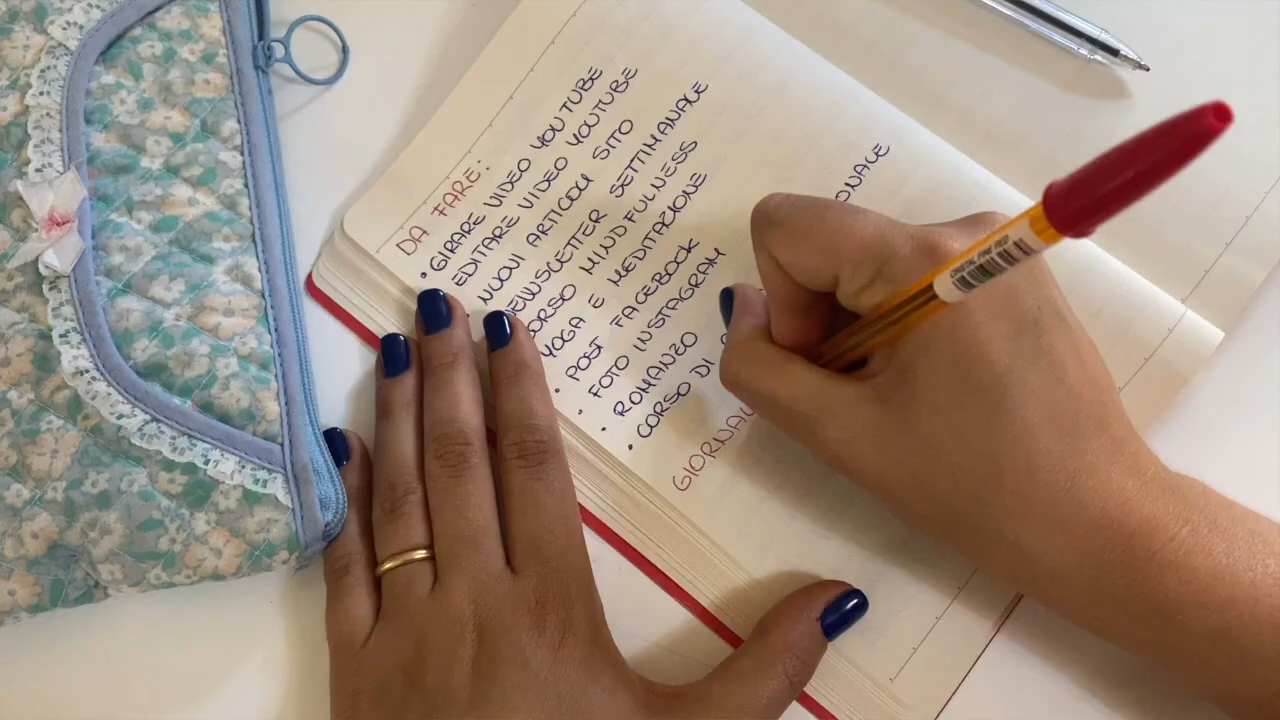 DA FARE:
• GIRARE VIDEO YOUTUBE
EDITARE VIDEO YOUTUBE
NUOVI ARTICOLI SITO
NEWSLETTER SETTIMANALE
CORSO MINDFULNESS
YOGA E MEDITAZIONE
• POST FACEBOOK
• FOTO INSTAGRAM
• ROMANZO
• CORSO DI
GIORNAL